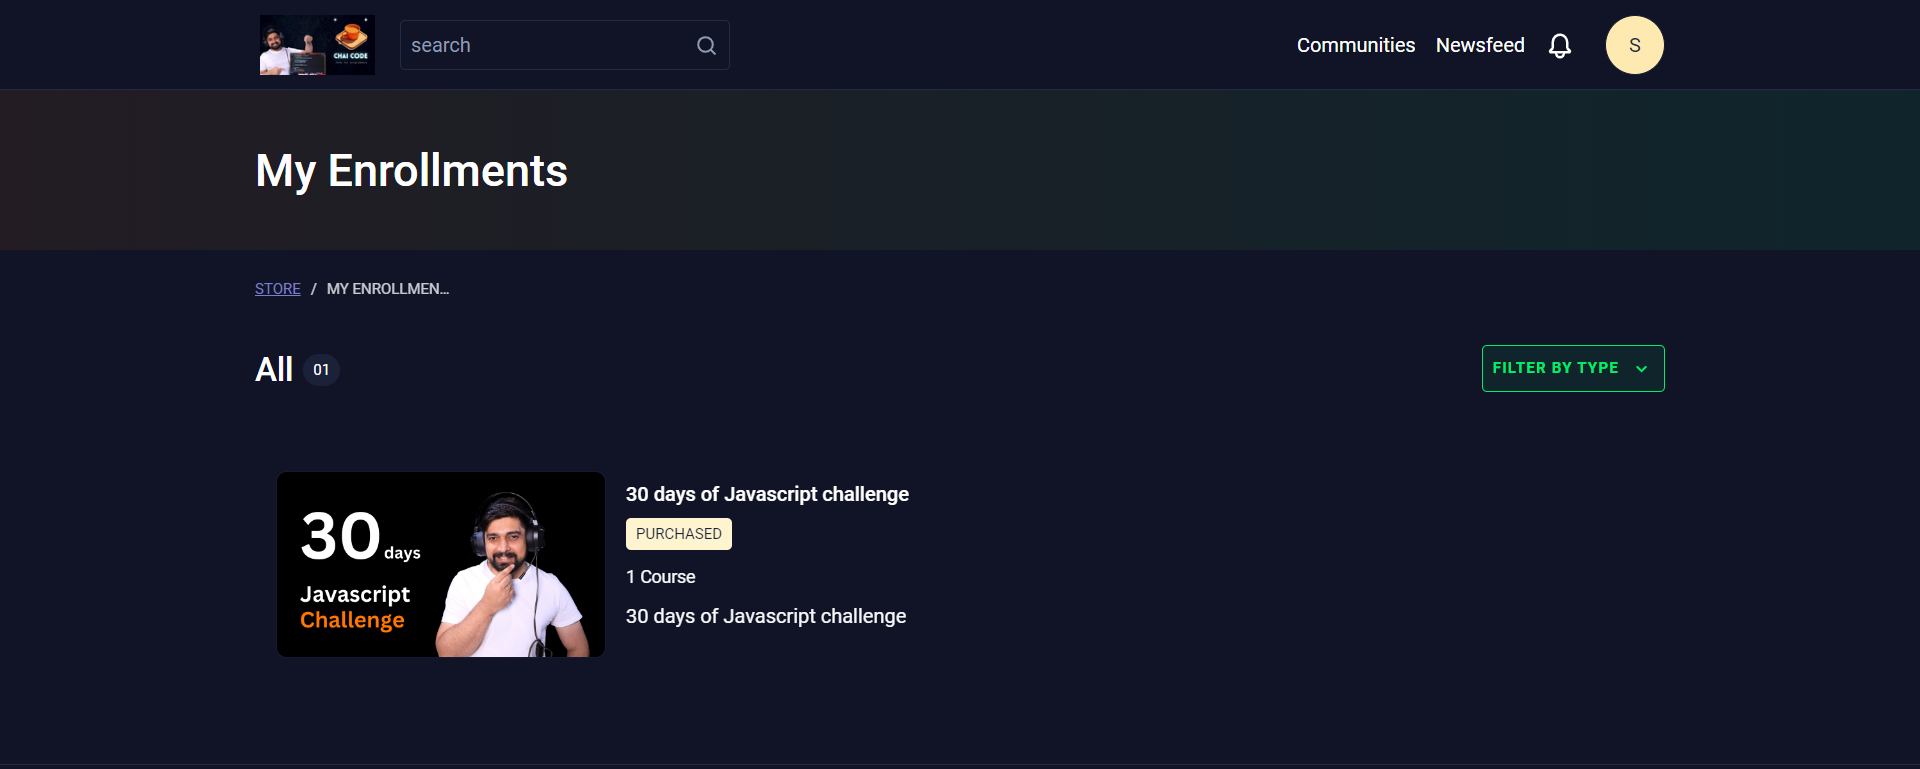 CHAI CODE
search
Communities
Newsfeed
S
My Enrollments
STORE / MY ENROLLMEN...
All 01
FILTER BY TYPE
30 days
Javascript
Challenge
30 days of Javascript challenge
PURCHASED
1 Course
30 days of Javascript challenge